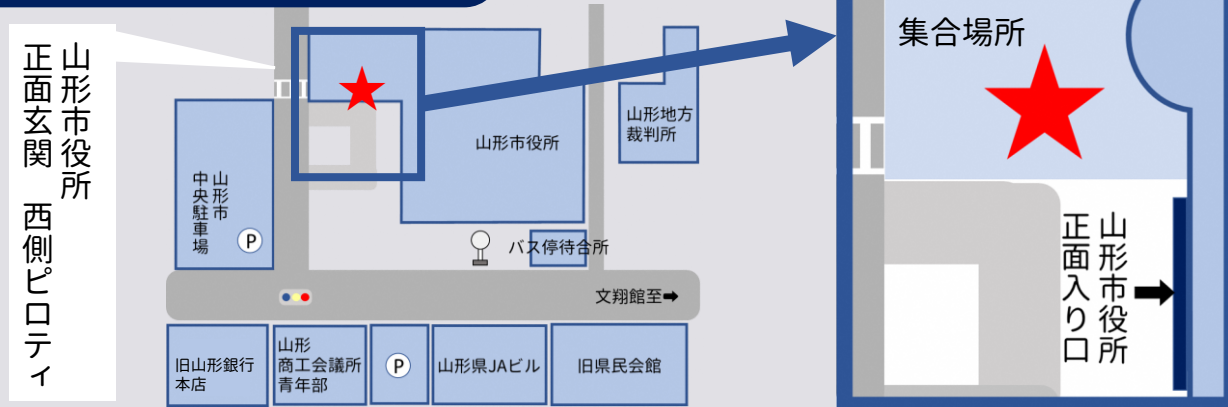 山形市役所
正面玄関 西側ピロティ
山形市
中央駐車場
P
山形市役所
山形地方
裁判所
バス停待合所
文翔館至➡
旧山形銀行
本店
山形
商工会議所
青年部
P
山形県JAビル
旧県民会館
集合場所
山形市役所
正面入り口
➡